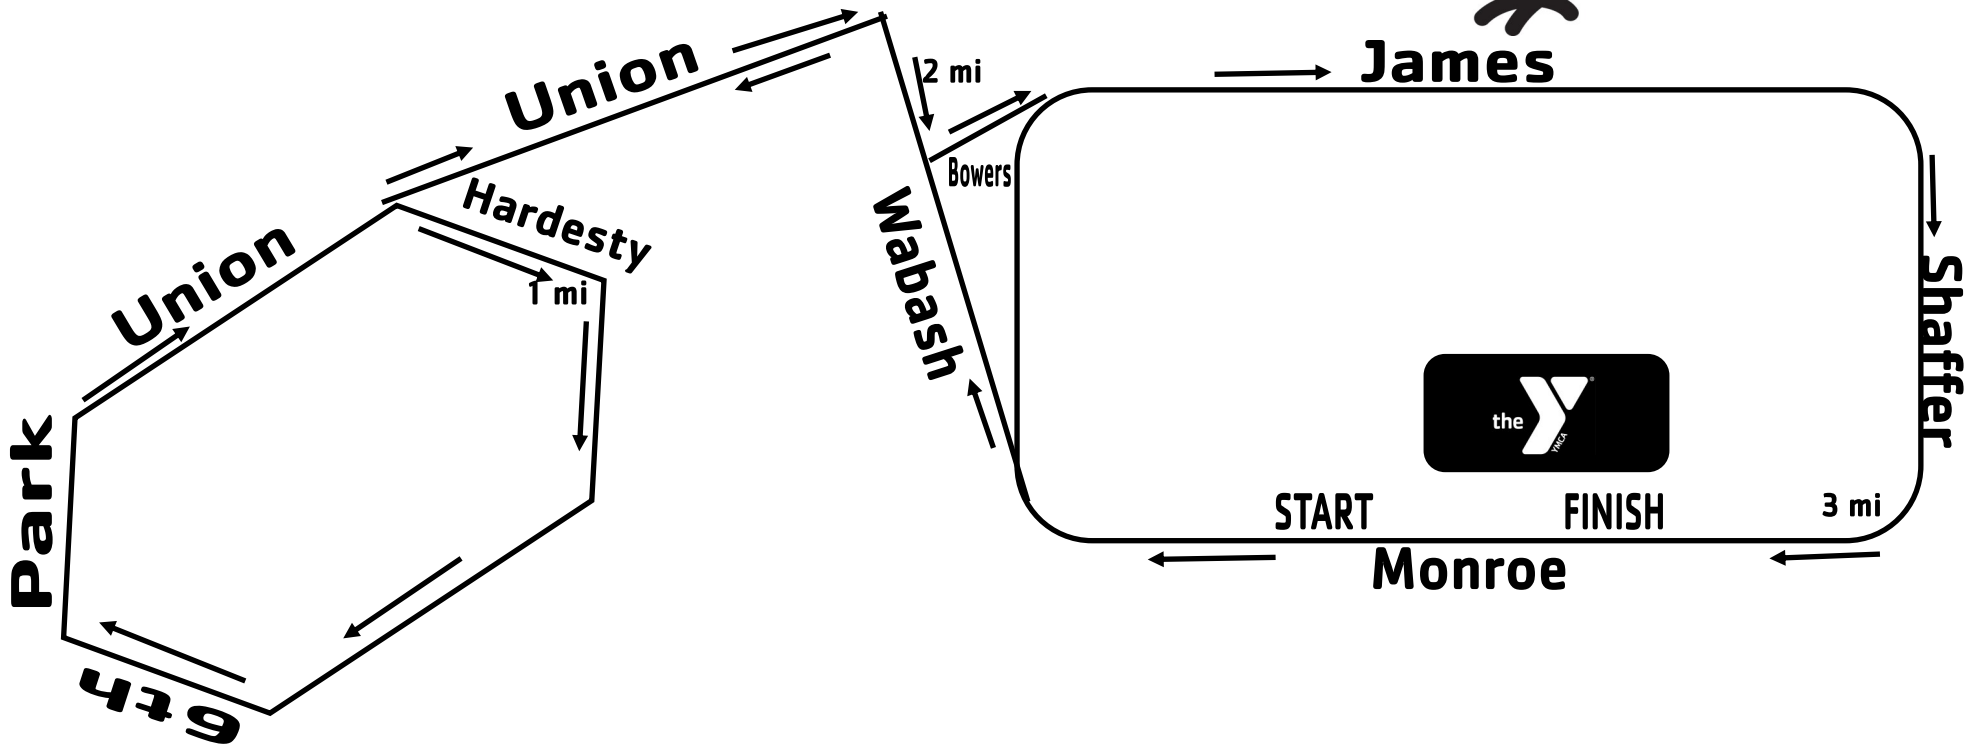 James
Union
2 mi
Bowers
Hardesty
Wabash
Union
1 mi
Shaffer
the
YMCA
Park
START
FINISH
3 mi
Monroe
6th